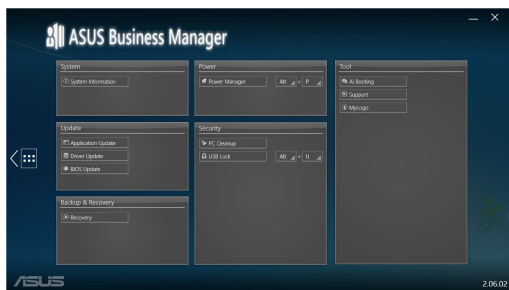 ASUS Business Manager
System
System Information
Power
Power Manager Alt + P
Tool
Ai Booting
Support
MyLogo
Update
Application Update
Driver Update
BIOS Update
Security
PC Cleanup
USB Lock Alt + U
Backup & Recovery
Recovery
ASUS
2.06.02